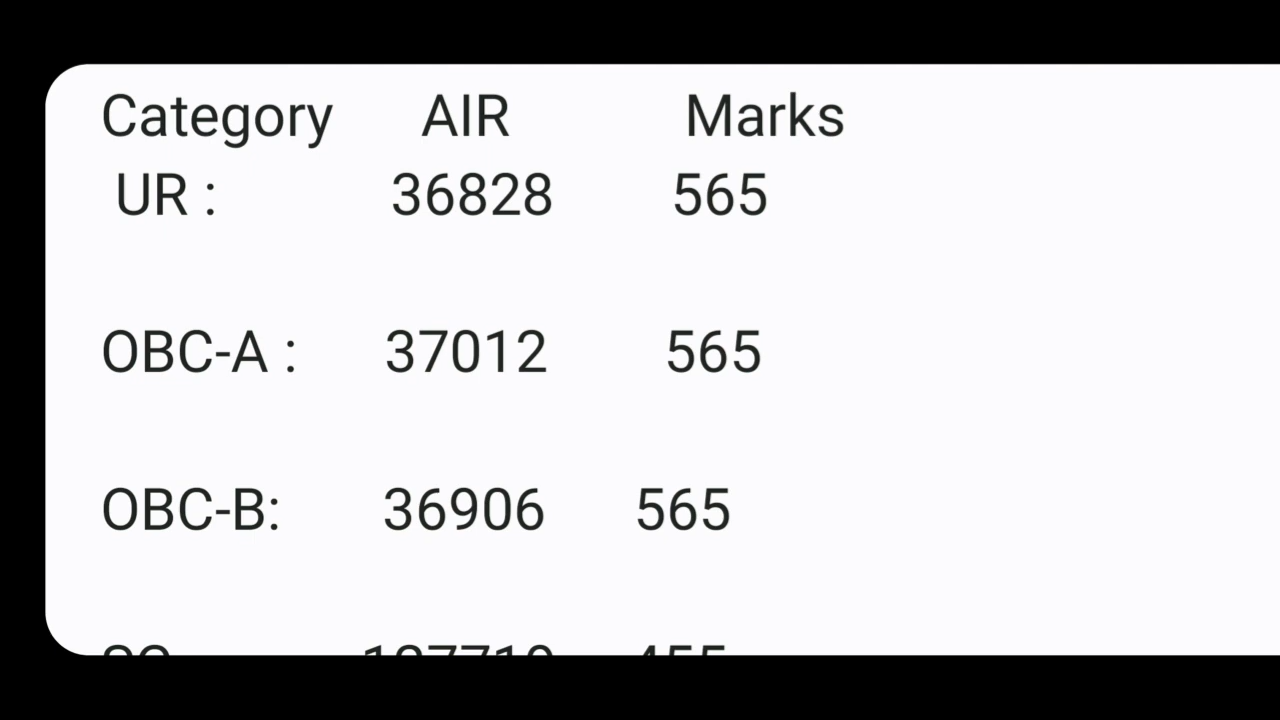 Category AIR Marks
UR : 36828 565
OBC-A : 37012 565
OBC-B: 36906 565